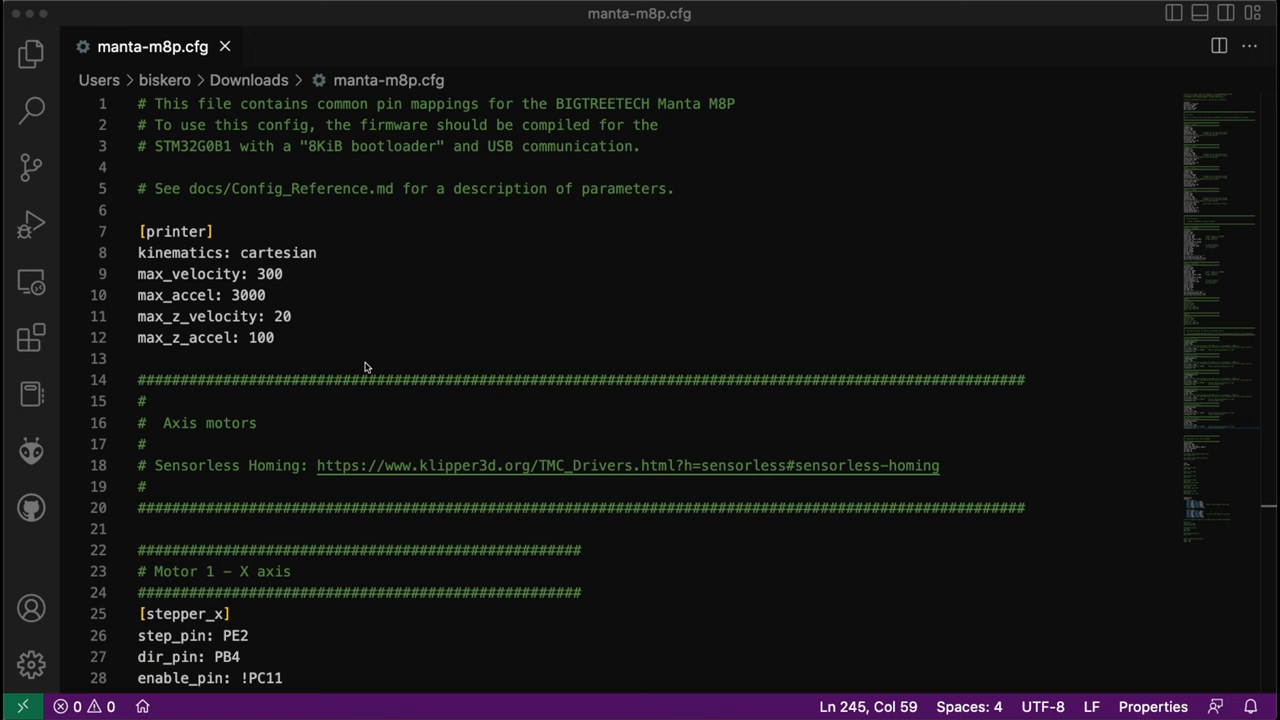 manta-m8p.cfg
manta-m8p.cfg
Users > biskero > Downloads > manta-m8p.cfg
1 # This file contains common pin mappings for the BIGTREETECH Manta M8P
2 # To use this config, the firmware should be compiled for the
3 # STM32G0B1 with a "8KiB bootloader" and USB communication.
4
5 # See docs/Config_Reference.md for a description of parameters.
6
7 [printer]
8 kinematics: cartesian
9 max_velocity: 300
10 max_accel: 3000
11 max_z_velocity: 20
12 max_z_accel: 100
13
14 ########################################################################################################
15 #
16 #  Axis motors
17 #
18 # Sensorless Homing: https://www.klipper3d.org/TMC_Drivers.html?h=sensorless#sensorless-homing
19 #
20 ########################################################################################################
21
22 ####################################################
23 # Motor 1 - X axis
24 ####################################################
25 [stepper_x]
26 step_pin: PE2
27 dir_pin: PB4
28 enable_pin: !PC11
0 0 Ln 245, Col 59 Spaces: 4 UTF-8 LF Properties